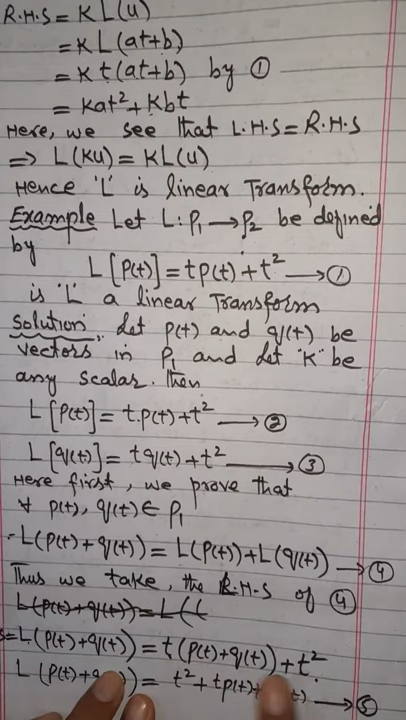 R.H.S = K L(u)
= K L(at+b)
= K t(at+b) by ①
= Kat² + Kbt
Here, we see that L.H.S = R.H.S
⇒ L(Ku) = KL(u)
Hence 'L' is linear Transform.
Example Let L: P₁ → P₂ be defined
by
L[P(t)] = tp(t) + t² → ①
is "L" a linear Transform
Solution Let P(t) and q(t) be
vectors in P₁ and Let "K" be
any scalar. Then
L[P(t)] = t.p(t) + t² → ②
L[q(t)] = tq(t) + t² → ③
Here first, we prove that
∀ p(t), q(t) ∈ P₁
L(P(t) + q(t)) = L(P(t)) + L(q(t)) → ④
Thus we take, the R.H.S of ④
L(P(t) + q(t)) = L((
S = L(P(t) + q(t)) = t(P(t) + q(t)) + t².
L(P(t) + q )) = t² + tp(t) + t) → ⑤